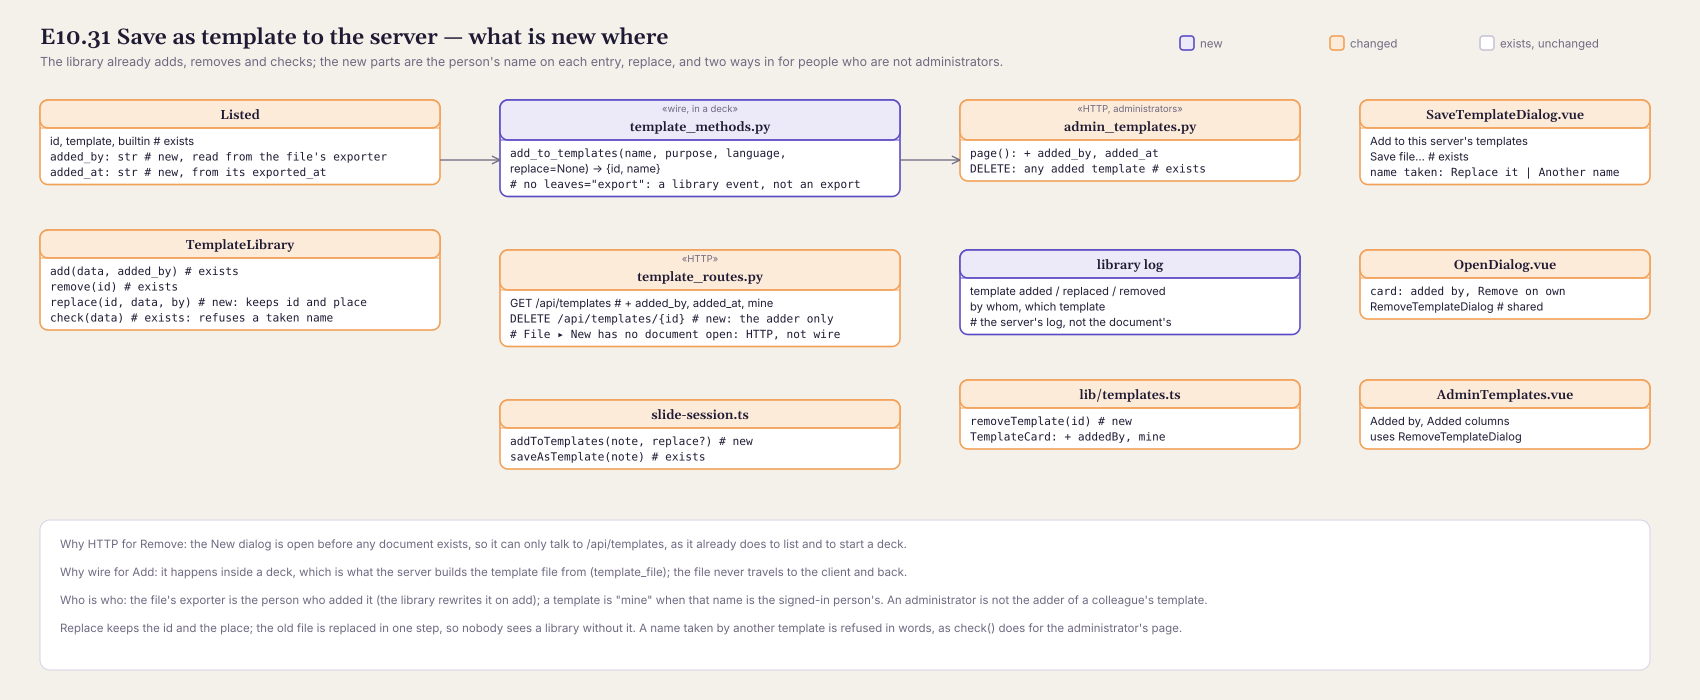 E10.31 Save as template to the server — what is new where
The library already adds, removes and checks; the new parts are the person's name on each entry, replace, and two ways in for people who are not administrators.
new
changed
exists, unchanged
Listed
id, template, builtin # exists
added_by: str # new, read from the file's exporter
added_at: str # new, from its exported_at
«wire, in a deck»
template_methods.py
add_to_templates(name, purpose, language,
replace=None) → {id, name}
# no leaves="export": a library event, not an export
«HTTP, administrators»
admin_templates.py
page(): + added_by, added_at
DELETE: any added template # exists
SaveTemplateDialog.vue
Add to this server's templates
Save file... # exists
name taken: Replace it | Another name
TemplateLibrary
add(data, added_by) # exists
remove(id) # exists
replace(id, data, by) # new: keeps id and place
check(data) # exists: refuses a taken name
«HTTP»
template_routes.py
GET /api/templates # + added_by, added_at, mine
DELETE /api/templates/{id} # new: the adder only
# File ▸ New has no document open: HTTP, not wire
library log
template added / replaced / removed
by whom, which template
# the server's log, not the document's
OpenDialog.vue
card: added by, Remove on own
RemoveTemplateDialog # shared
slide-session.ts
addToTemplates(note, replace?) # new
saveAsTemplate(note) # exists
lib/templates.ts
removeTemplate(id) # new
TemplateCard: + addedBy, mine
AdminTemplates.vue
Added by, Added columns
uses RemoveTemplateDialog
Why HTTP for Remove: the New dialog is open before any document exists, so it can only talk to /api/templates, as it already does to list and to start a deck.
Why wire for Add: it happens inside a deck, which is what the server builds the template file from (template_file); the file never travels to the client and back.
Who is who: the file's exporter is the person who added it (the library rewrites it on add); a template is "mine" when that name is the signed-in person's. An administrator is not the adder of a colleague's template.
Replace keeps the id and the place; the old file is replaced in one step, so nobody sees a library without it. A name taken by another template is refused in words, as check() does for the administrator's page.